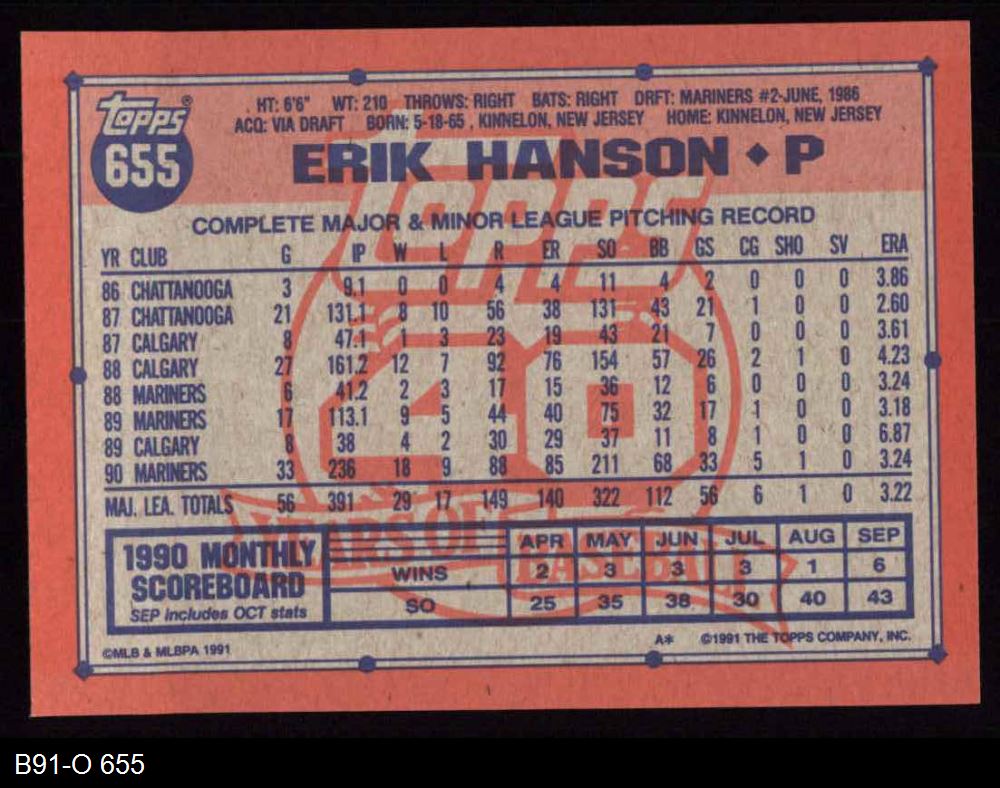 HT: 6'6" WT: 210 THROWS: RIGHT BATS: RIGHT DRFT: MARINERS #2-JUNE, 1986
ACQ: VIA DRAFT BORN: 5-18-65 , KINNELON, NEW JERSEY HOME: KINNELON, NEW JERSEY
Topps®
655
ERIK HANSON ◆ P
COMPLETE MAJOR & MINOR LEAGUE PITCHING RECORD
YR CLUB G IP W L R ER SO BB GS CG SHO SV ERA
86 CHATTANOOGA 3 9.1 0 0 4 4 11 4 2 0 0 0 3.86
87 CHATTANOOGA 21 131.1 8 10 56 38 131 43 21 1 0 0 2.60
87 CALGARY 8 47.1 1 3 23 19 43 21 7 0 0 0 3.61
88 CALGARY 27 161.2 12 7 92 76 154 57 26 2 1 0 4.23
88 MARINERS 6 41.2 2 3 17 15 36 12 6 0 0 0 3.24
89 MARINERS 17 113.1 9 5 44 40 75 32 17 1 0 0 3.18
89 CALGARY 8 38 4 2 30 29 37 11 8 1 0 0 6.87
90 MARINERS 33 236 18 9 88 85 211 68 33 5 1 0 3.24
MAJ. LEA. TOTALS 56 391 29 17 149 140 322 112 56 6 1 0 3.22
TOPPS
40
YEARS OF
BASEBALL
1990 MONTHLY
SCOREBOARD
SEP includes OCT stats
APR MAY JUN JUL AUG SEP
WINS 2 3 3 3 1 6
SO 25 35 38 30 40 43
©MLB & MLBPA 1991
A* ©1991 THE TOPPS COMPANY, INC.
B91-O 655